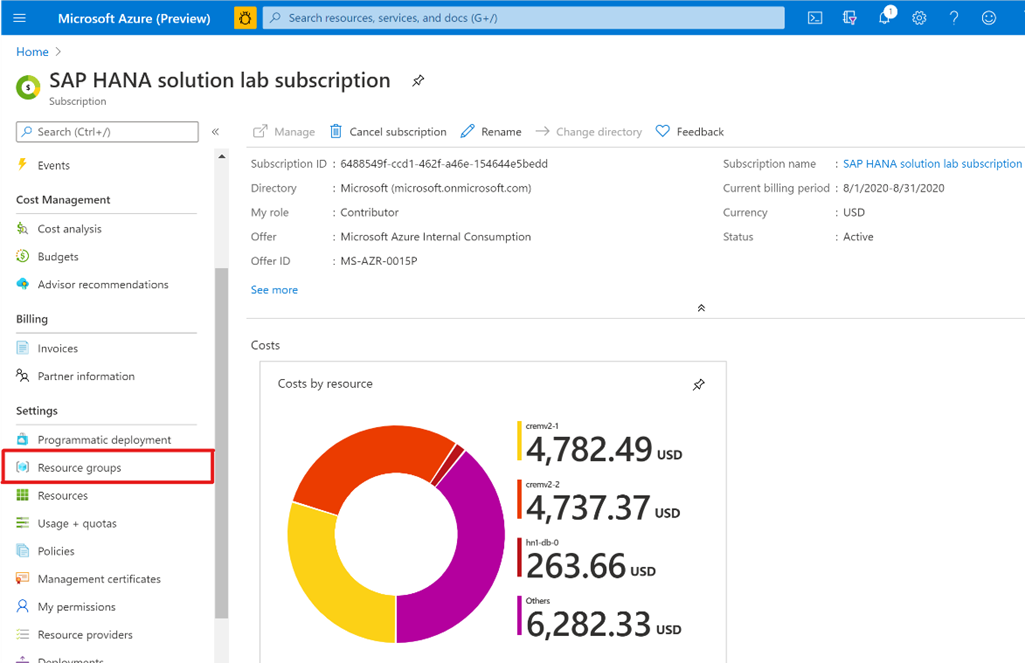 Microsoft Azure (Preview)
Search resources, services, and docs (G+/)
1
Home
SAP HANA solution lab subscription
Subscription
Search (Ctrl+/)
Events
Cost Management
Cost analysis
Budgets
Advisor recommendations
Billing
Invoices
Partner information
Settings
Programmatic deployment
Resource groups
Resources
Usage + quotas
Policies
Management certificates
My permissions
Resource providers
Deployments
Manage
Cancel subscription
Rename
Change directory
Feedback
Subscription ID : 6488549f-ccd1-462f-a46e-154644e5bedd
Directory : Microsoft (microsoft.onmicrosoft.com)
My role : Contributor
Offer : Microsoft Azure Internal Consumption
Offer ID : MS-AZR-0015P
See more
Subscription name : SAP HANA solution lab subscription
Current billing period : 8/1/2020-8/31/2020
Currency : USD
Status : Active
Costs
Costs by resource
cremv2-1
4,782.49 USD
cremv2-2
4,737.37 USD
hn1-db-0
263.66 USD
Others
6,282.33 USD